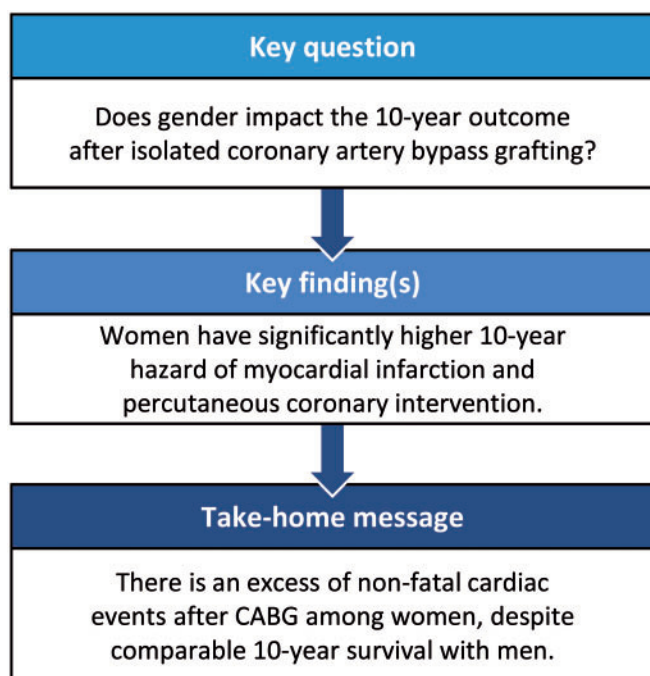 Key question
Does gender impact the 10-year outcome
after isolated coronary artery bypass grafting?
Key finding(s)
Women have significantly higher 10-year
hazard of myocardial infarction and
percutaneous coronary intervention.
Take-home message
There is an excess of non-fatal cardiac
events after CABG among women, despite
comparable 10-year survival with men.